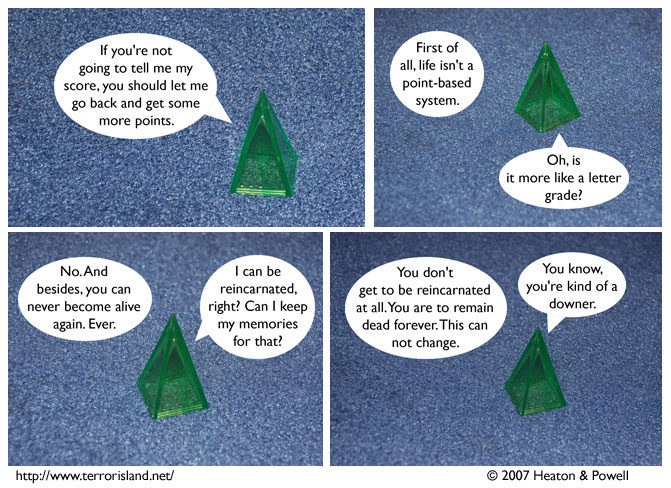 If you're not
going to tell me my
score, you should let me
go back and get some
more points.
First of
all, life isn't a
point-based
system.
Oh, is
it more like a letter
grade?
No. And
besides, you can
never become alive
again. Ever.
I can be
reincarnated,
right? Can I keep
my memories
for that?
You don't
get to be reincarnated
at all. You are to remain
dead forever. This can
not change.
You know,
you're kind of a
downer.
http://www.terrorisland.net/
© 2007 Heaton & Powell